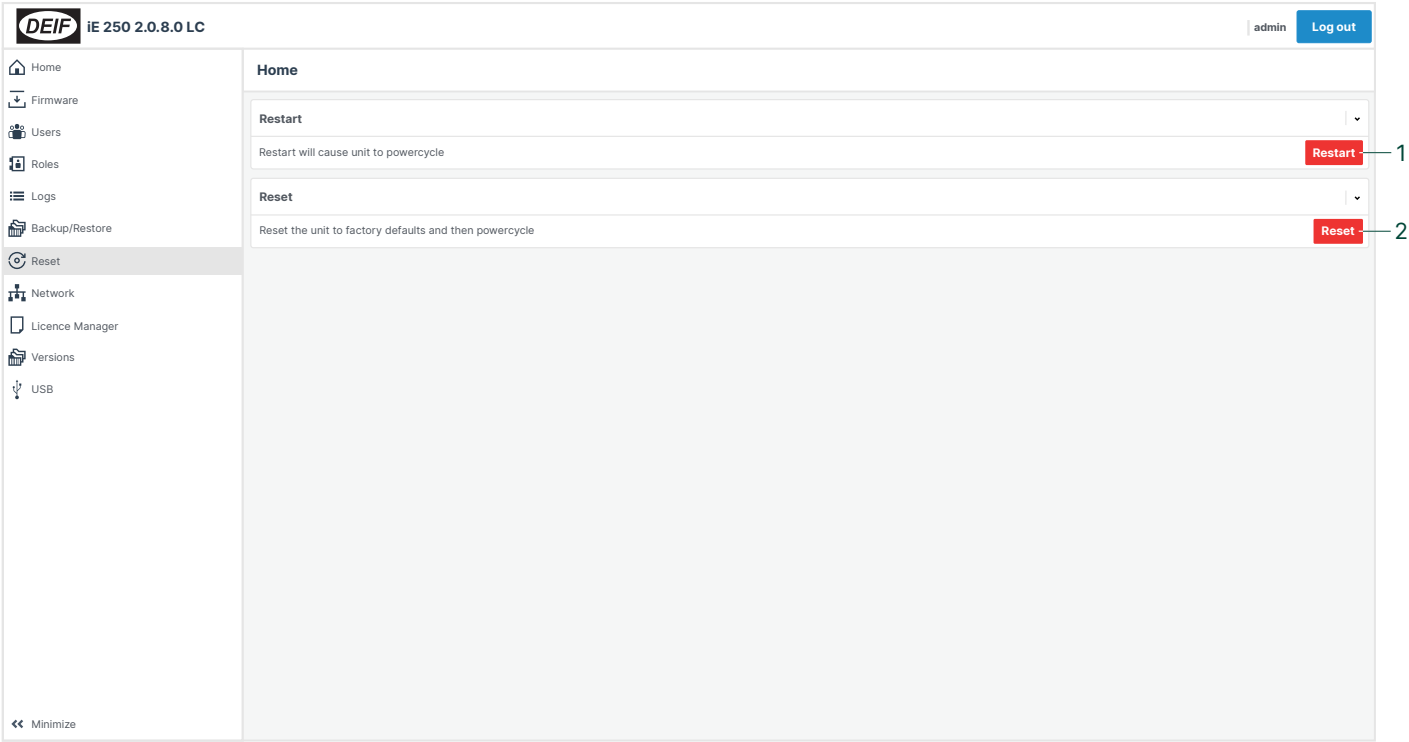 DEIF iE 250 2.0.8.0 LC
admin
Log out
Home
Firmware
Users
Roles
Logs
Backup/Restore
Reset
Network
Licence Manager
Versions
USB
Minimize
Home
Restart
Restart will cause unit to powercycle
Restart
1
Reset
Reset the unit to factory defaults and then powercycle
Reset
2